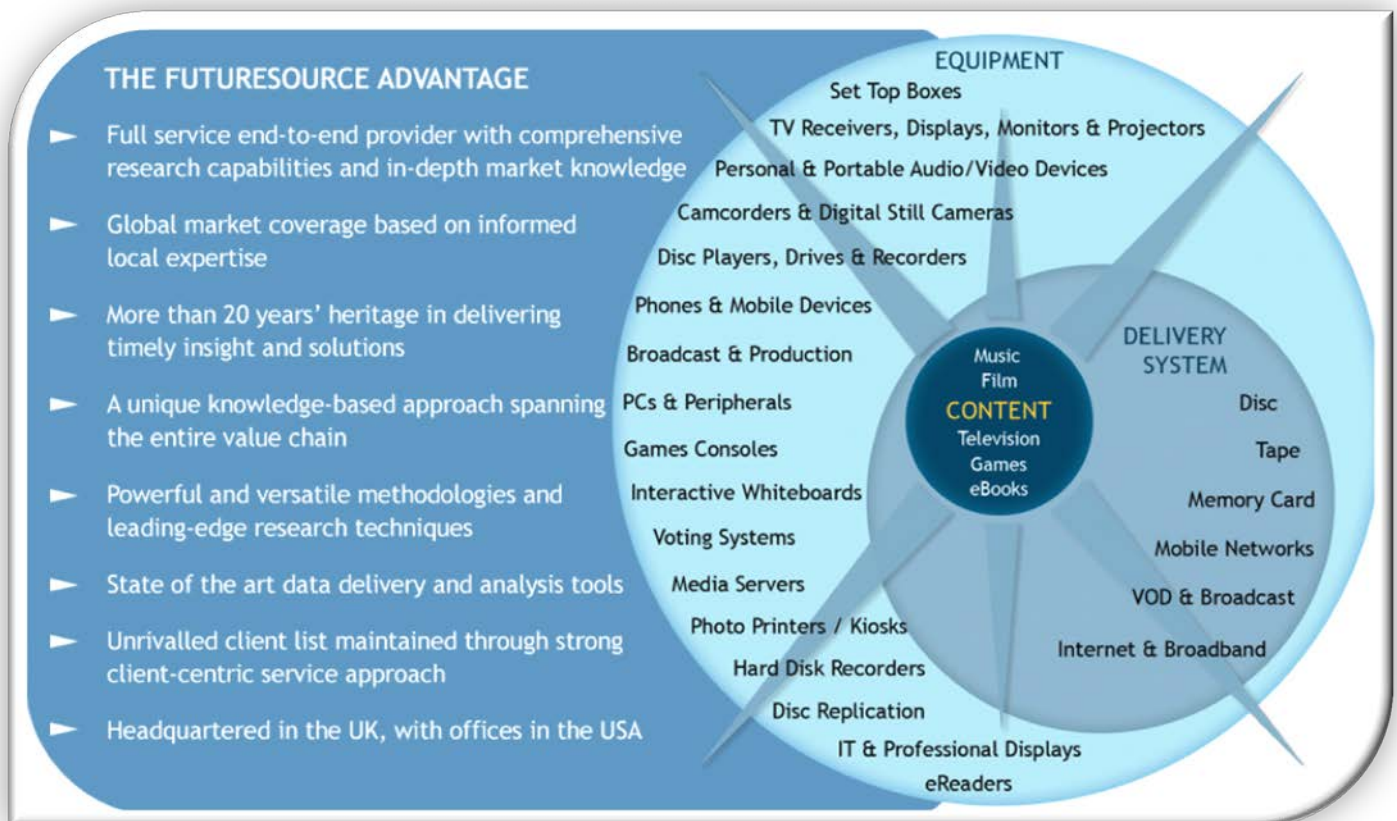 THE FUTURESOURCE ADVANTAGE
► Full service end-to-end provider with comprehensive
research capabilities and in-depth market knowledge
► Global market coverage based on informed
local expertise
► More than 20 years’ heritage in delivering
timely insight and solutions
► A unique knowledge-based approach spanning
the entire value chain
► Powerful and versatile methodologies and
leading-edge research techniques
► State of the art data delivery and analysis tools
► Unrivalled client list maintained through strong
client-centric service approach
► Headquartered in the UK, with offices in the USA
EQUIPMENT
Set Top Boxes
TV Receivers, Displays, Monitors & Projectors
Personal & Portable Audio/Video Devices
Camcorders & Digital Still Cameras
Disc Players, Drives & Recorders
Phones & Mobile Devices
Broadcast & Production
PCs & Peripherals
Games Consoles
Interactive Whiteboards
Voting Systems
Media Servers
Photo Printers / Kiosks
Hard Disk Recorders
Disc Replication
IT & Professional Displays
eReaders
Music
Film
CONTENT
Television
Games
eBooks
DELIVERY
SYSTEM
Disc
Tape
Memory Card
Mobile Networks
VOD & Broadcast
Internet & Broadband